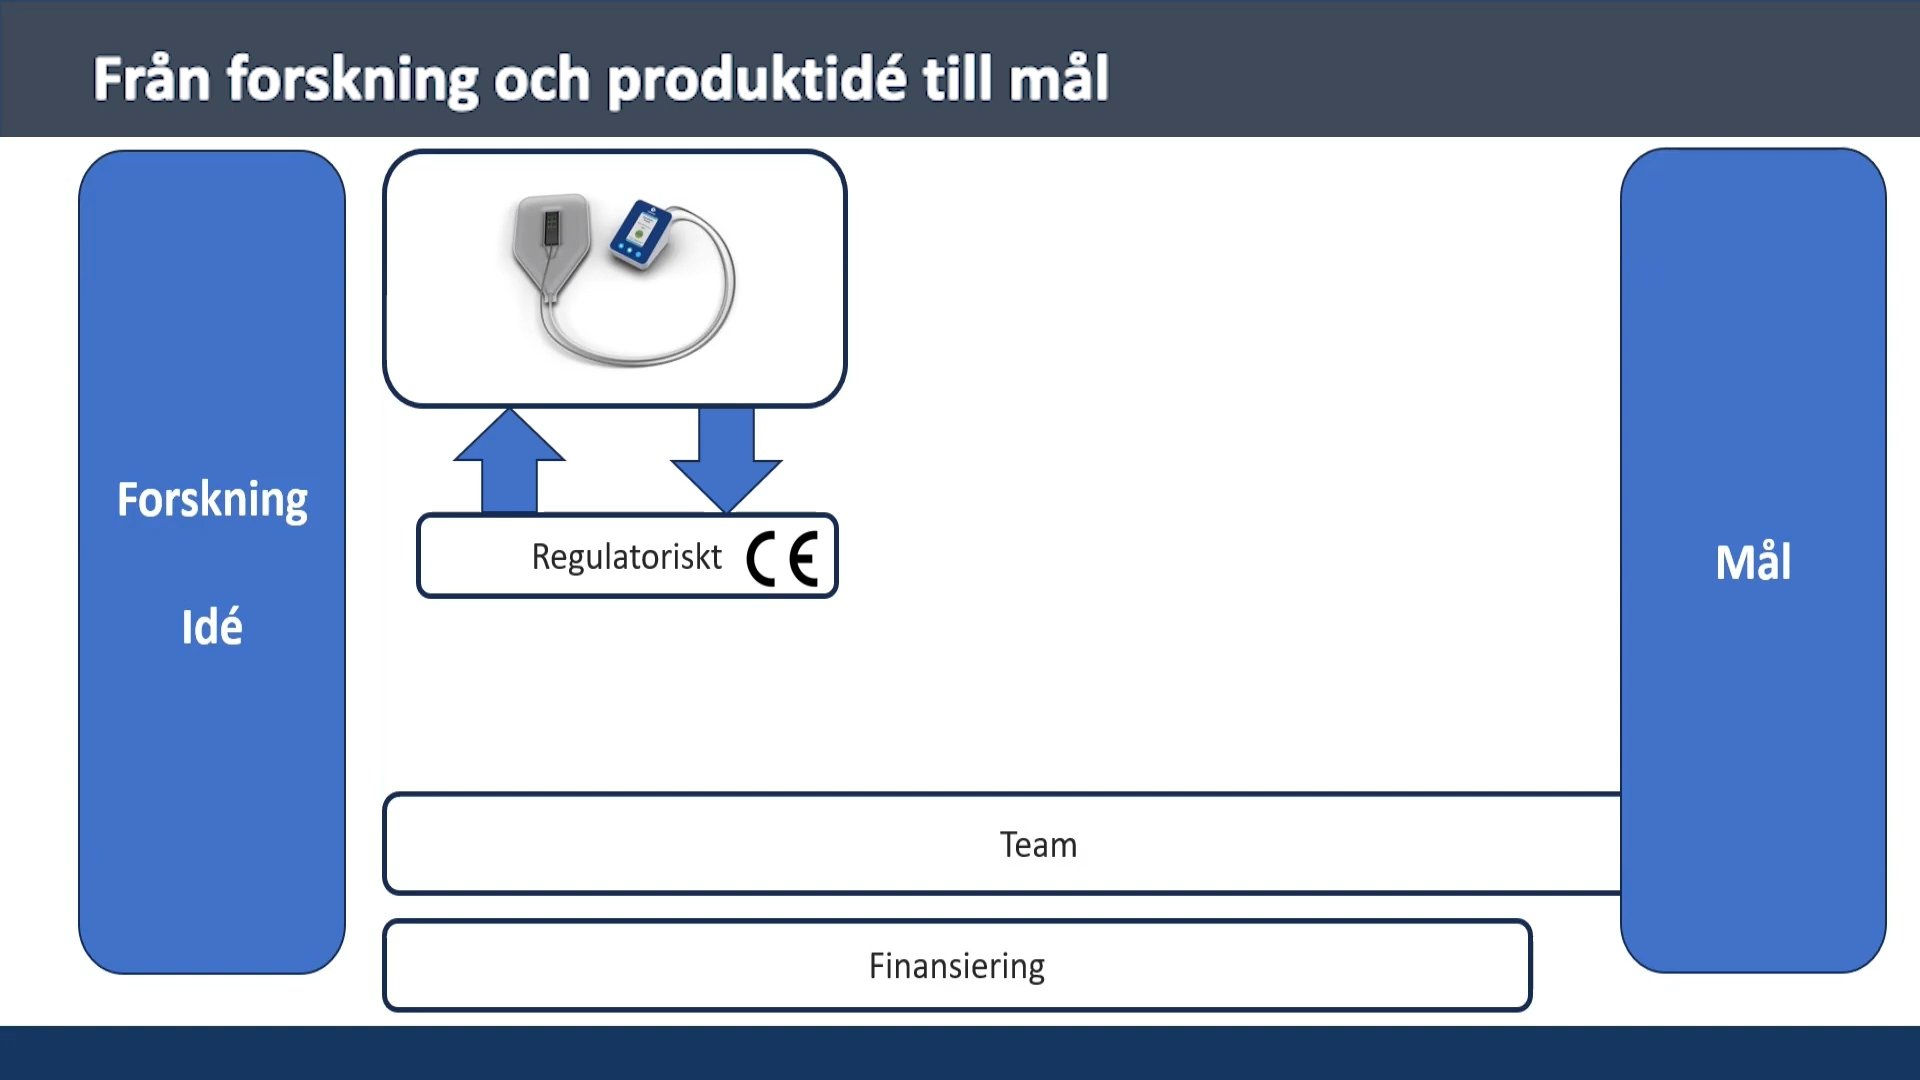 Från forskning och produktidé till mål
Forskning
Idé
Regulatoriskt CE
Mål
Team
Finansiering